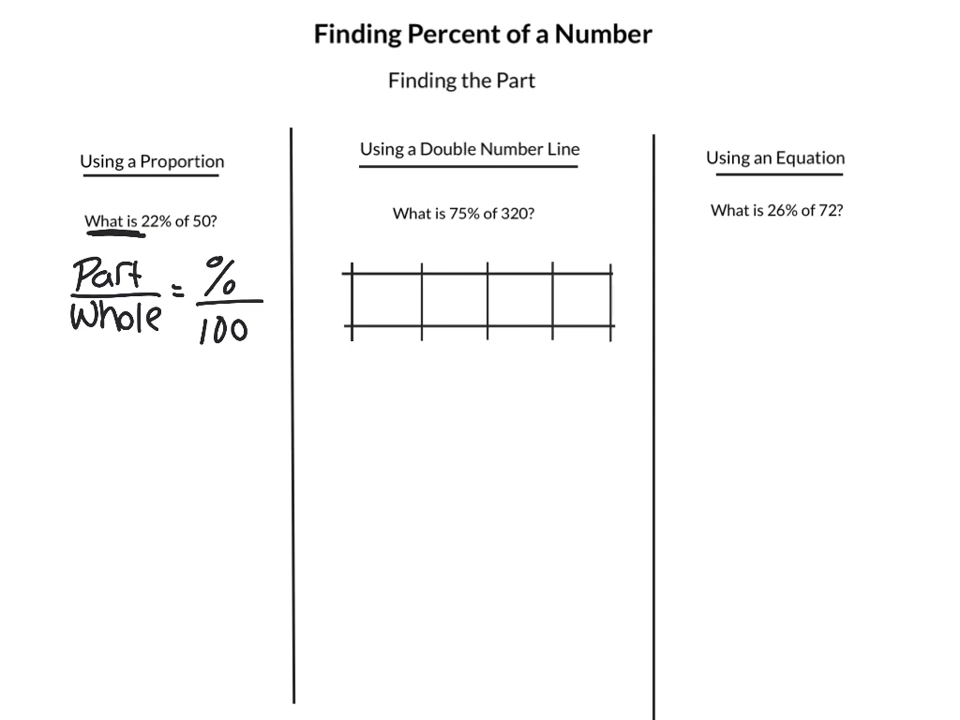 Finding Percent of a Number
Finding the Part
Using a Proportion
What is 22% of 50?
Part
Whole
=
%
100
Using a Double Number Line
What is 75% of 320?
Using an Equation
What is 26% of 72?